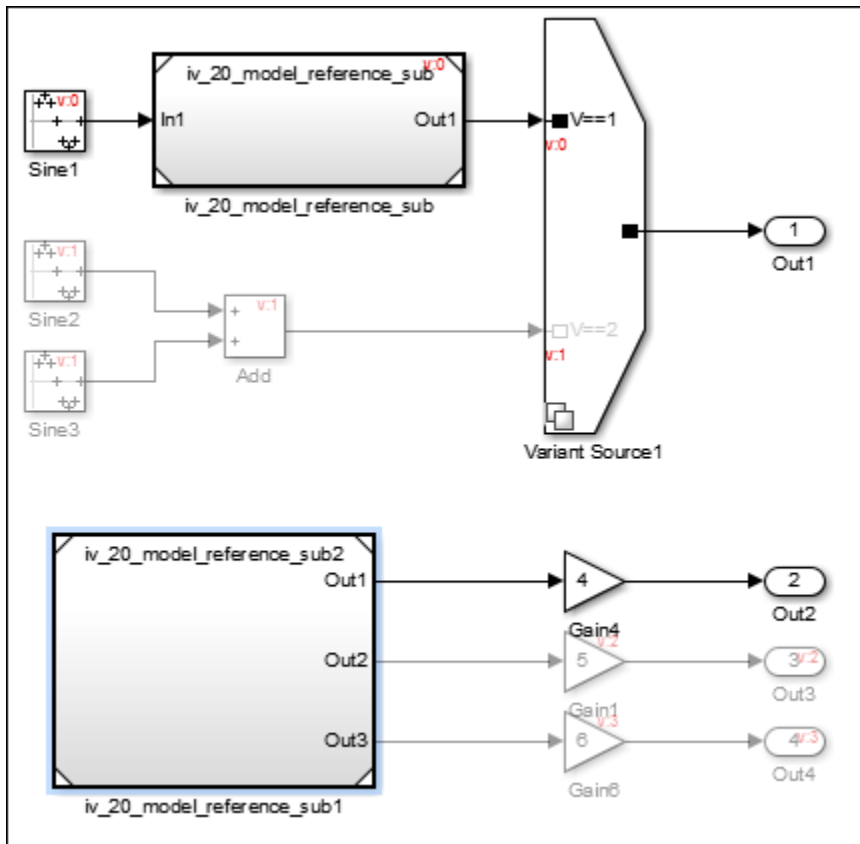 iv_20_model_reference_sub
v:0
v:0
In1
Out1
V==1
Sine1
v:0
iv_20_model_reference_sub
1
Out1
v:1
Sine2
v:1
+
+
Add
V==2
v:1
v:1
Sine3
Variant Source1
iv_20_model_reference_sub2
Out1
4
2
Gain4
Out2
v:2
Out2
5
3
v:2
Gain1
Out3
v:3
Out3
6
4
v:3
Gain6
Out4
iv_20_model_reference_sub1